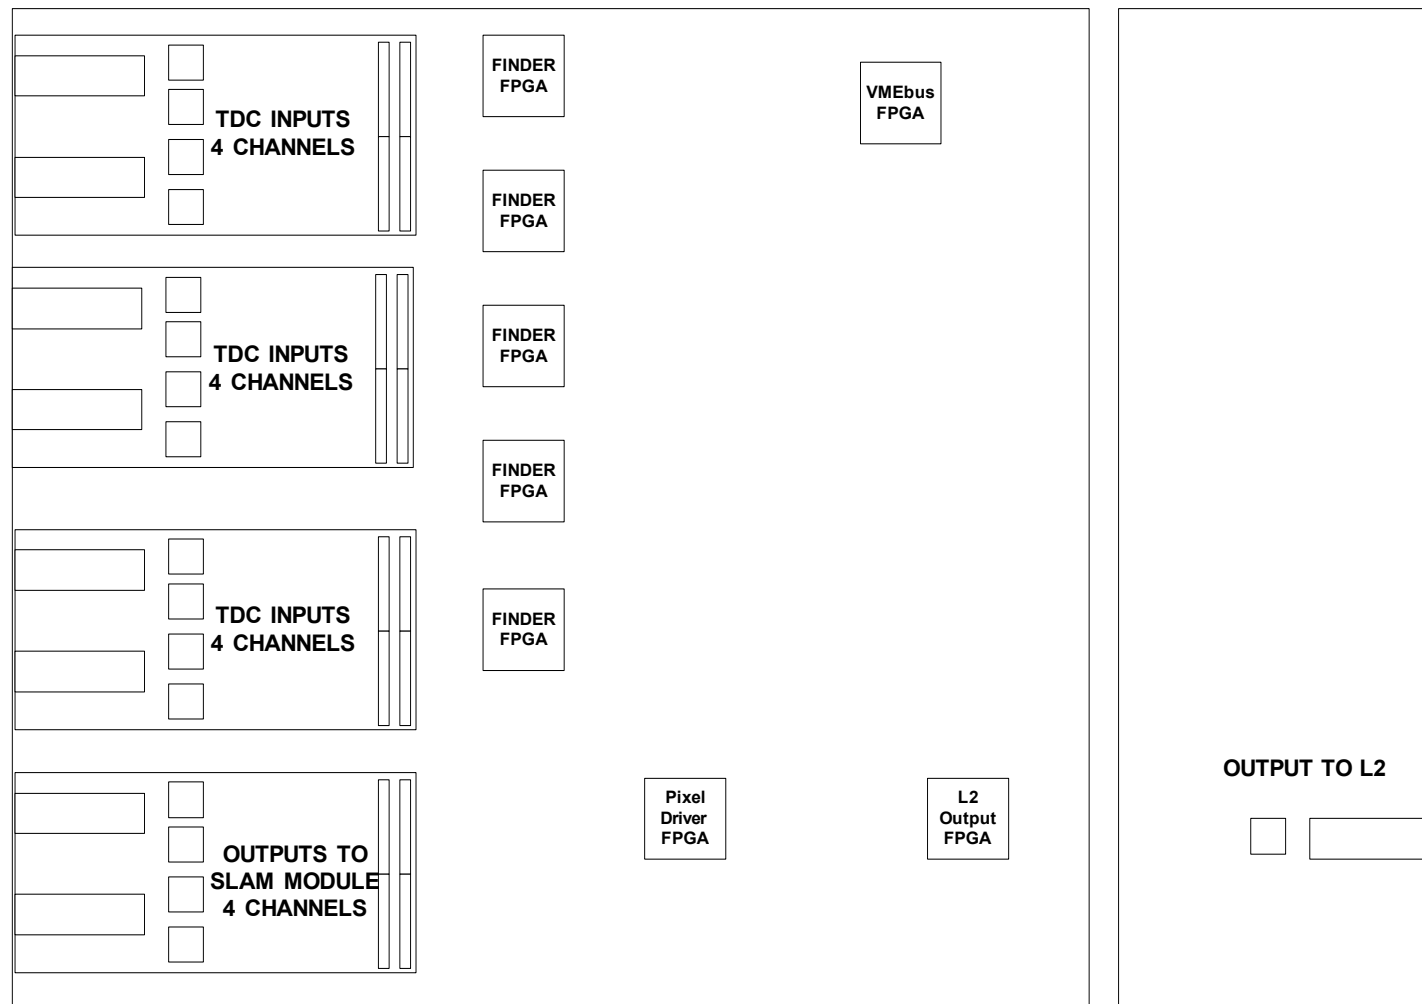 TDC INPUTS
4 CHANNELS
FINDER
FPGA
VMEbus
FPGA
FINDER
FPGA
TDC INPUTS
4 CHANNELS
FINDER
FPGA
FINDER
FPGA
TDC INPUTS
4 CHANNELS
FINDER
FPGA
OUTPUTS TO
SLAM MODULE
4 CHANNELS
Pixel
Driver
FPGA
L2
Output
FPGA
OUTPUT TO L2